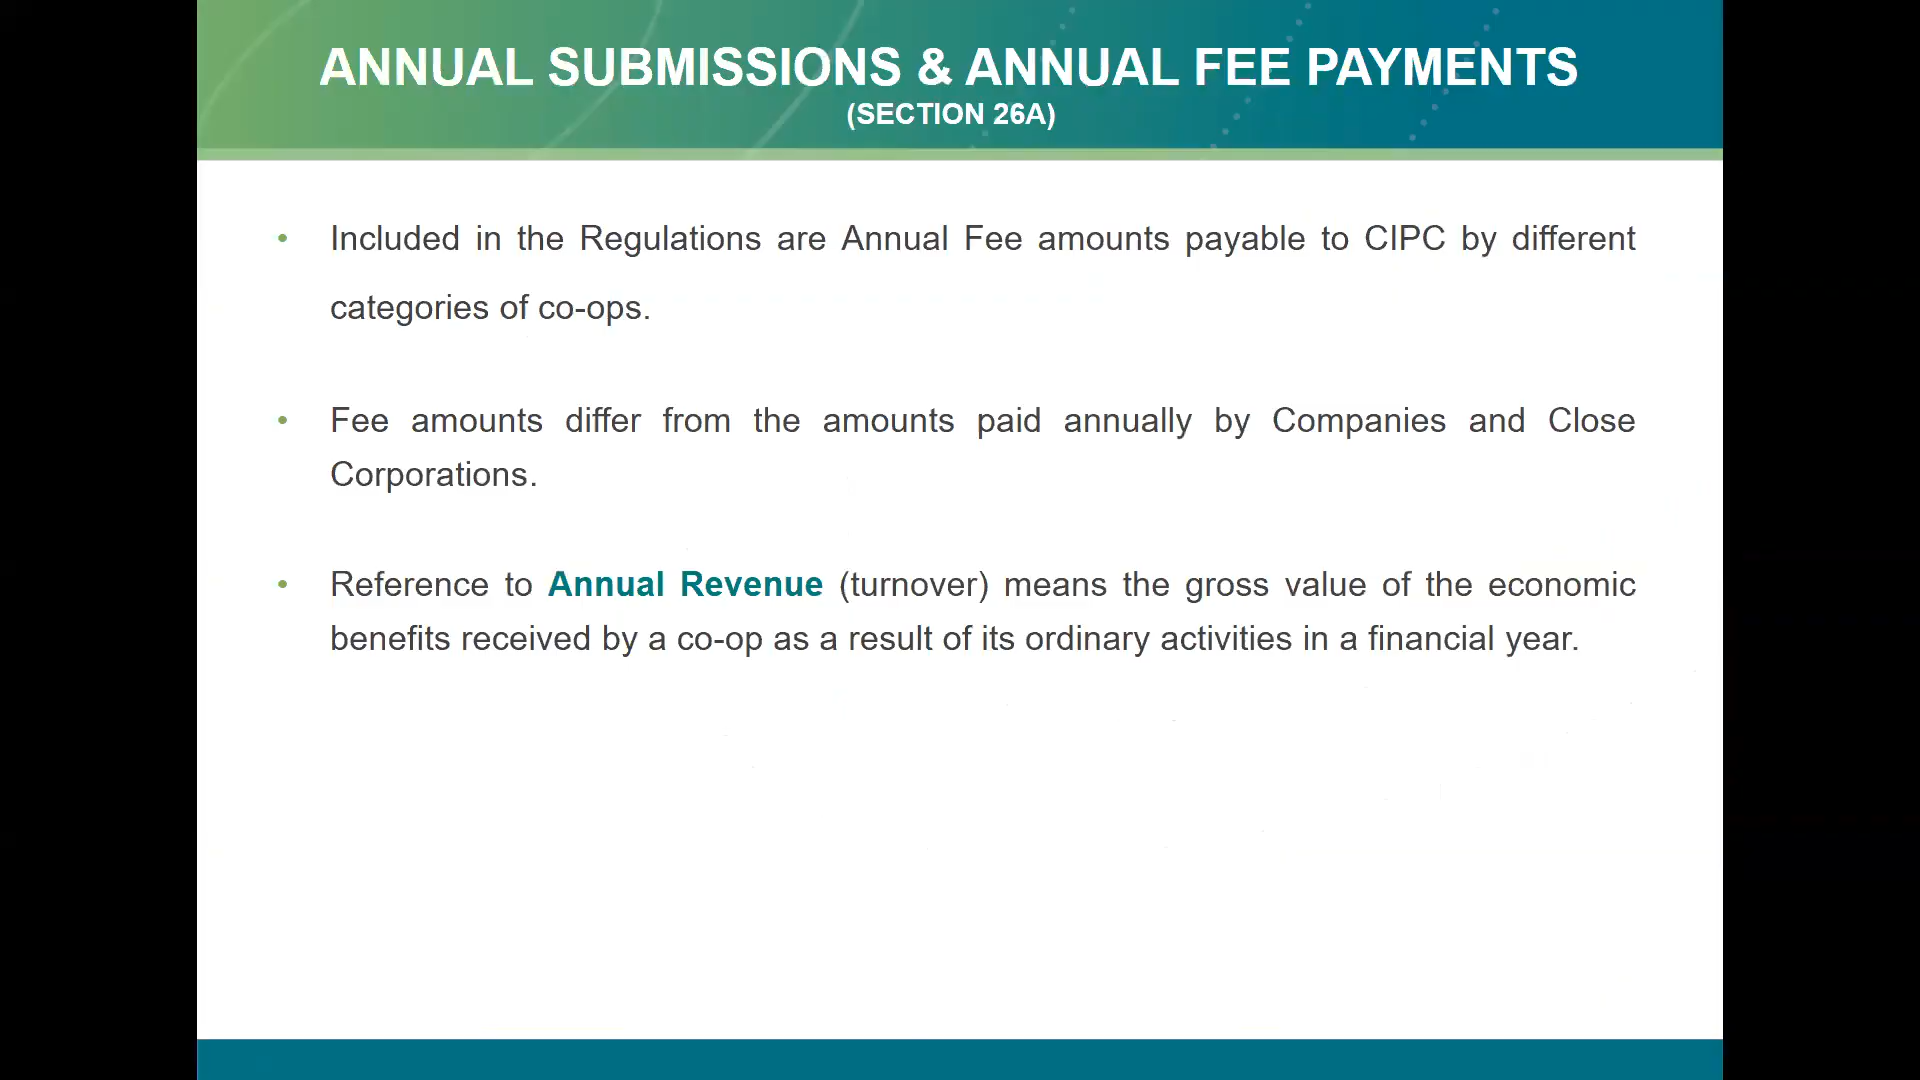 ANNUAL SUBMISSIONS & ANNUAL FEE PAYMENTS
(SECTION 26A)
• Included in the Regulations are Annual Fee amounts payable to CIPC by different
categories of co-ops.
• Fee amounts differ from the amounts paid annually by Companies and Close
Corporations.
• Reference to Annual Revenue (turnover) means the gross value of the economic
benefits received by a co-op as a result of its ordinary activities in a financial year.